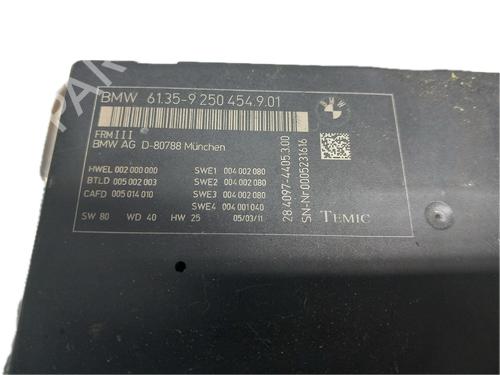 BMW 61.35-9 250 454.9.01
FRM III
BMW AG D-80788 München
HWEL 002 000 000
BTLD 005 002 003
CAFD 005 014 010
SWE1 004 002 080
SWE2 004 002 080
SWE3 004 002 080
SWE4 004 001 040
SW 80 WD 40 HW 25 05/03/11
28 4097-4405.3.00
SN-Nr 0005231616
TEMIC